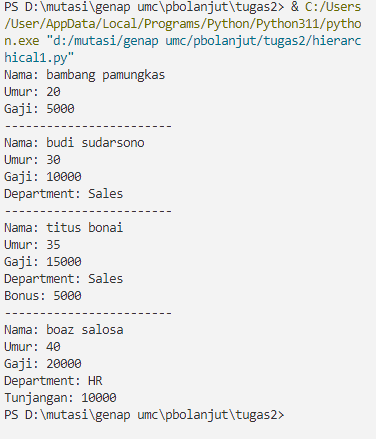 PS D:\mutasi\genap umc\pbolanjut\tugas2> & C:/Users
/User/AppData/Local/Programs/Python/Python311/pytho
n.exe "d:/mutasi/genap umc/pbolanjut/tugas2/hierarc
hical1.py"
Nama: bambang pamungkas
Umur: 20
Gaji: 5000
------------------------
Nama: budi sudarsono
Umur: 30
Gaji: 10000
Department: Sales
------------------------
Nama: titus bonai
Umur: 35
Gaji: 15000
Department: Sales
Bonus: 5000
------------------------
Nama: boaz salosa
Umur: 40
Gaji: 20000
Department: HR
Tunjangan: 10000
PS D:\mutasi\genap umc\pbolanjut\tugas2>